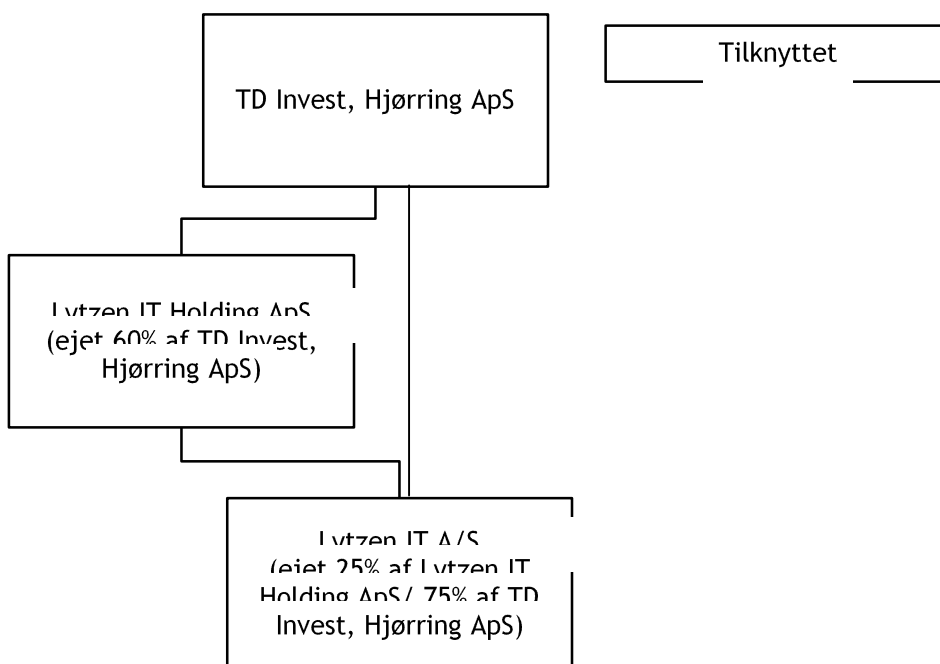 TD Invest, Hjørring ApS
Tilknyttet
Lytzen IT Holding ApS
(ejet 60% af TD Invest,
Hjørring ApS)
Lytzen IT A/S
(ejet 25% af Lytzen IT
Holding ApS/ 75% af TD
Invest, Hjørring ApS)